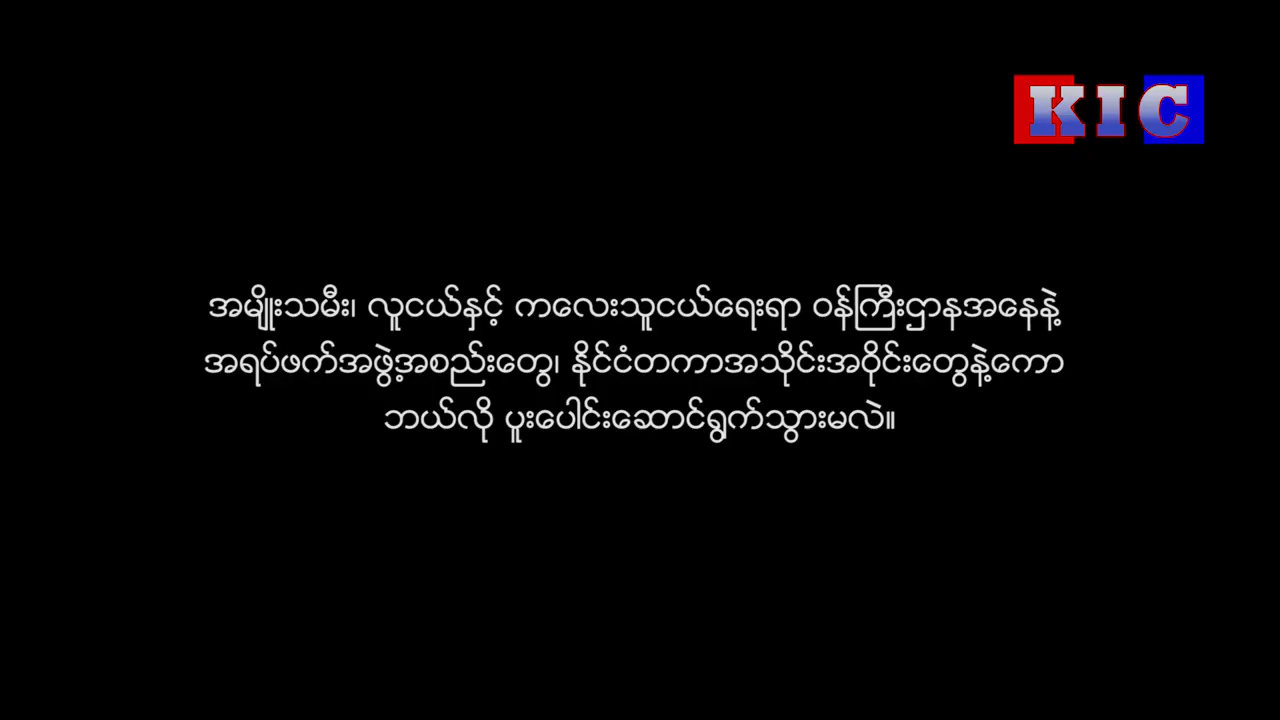 KIC
အမျိုးသမီး၊ လူငယ်နှင့် ကလေးသူငယ်ရေးရာ ဝန်ကြီးဌာနအနေနဲ့
အရပ်ဖက်အဖွဲ့အစည်းတွေ၊ နိုင်ငံတကာအသိုင်းအဝိုင်းတွေနဲ့ကော
ဘယ်လို ပူးပေါင်းဆောင်ရွက်သွားမလဲ။